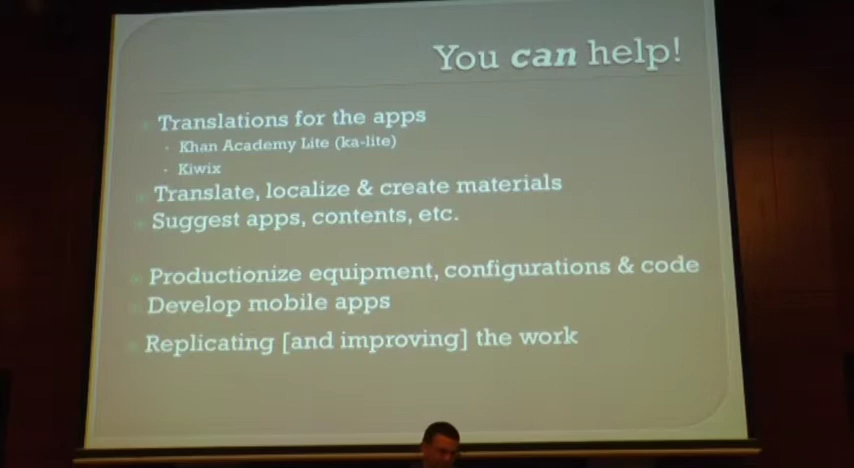 You can help!
Translations for the apps
Khan Academy Lite (ka-lite)
Kiwix
Translate, localize & create materials
Suggest apps, contents, etc.
Productionize equipment, configurations & code
Develop mobile apps
Replicating [and improving] the work